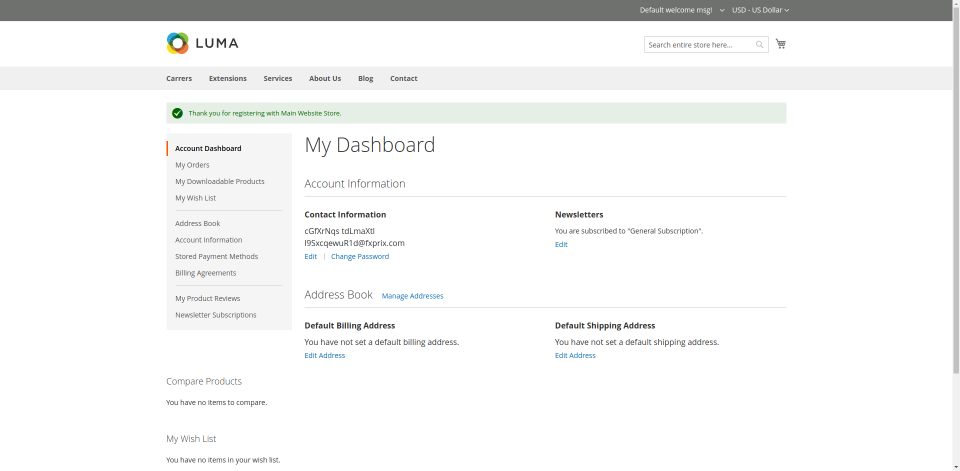 Default welcome msg!
USD - US Dollar
LUMA
Search entire store here...
Carrers
Extensions
Services
About Us
Blog
Contact
Thank you for registering with Main Website Store.
Account Dashboard
My Orders
My Downloadable Products
My Wish List
Address Book
Account Information
Stored Payment Methods
Billing Agreements
My Product Reviews
Newsletter Subscriptions
My Dashboard
Account Information
Contact Information
cGfXrNqs tdLmaXtl
l9SxcqewuR1d@fxprix.com
Edit | Change Password
Newsletters
You are subscribed to "General Subscription".
Edit
Address Book Manage Addresses
Default Billing Address
You have not set a default billing address.
Edit Address
Default Shipping Address
You have not set a default shipping address.
Edit Address
Compare Products
You have no items to compare.
My Wish List
You have no items in your wish list.